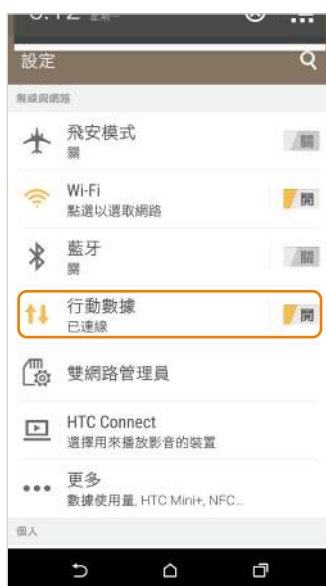 設定
無線與網路
飛安模式
關
關
Wi-Fi
點選以選取網路
開
藍牙
關
關
行動數據
已連線
開
雙網路管理員
HTC Connect
選擇用來播放影音的裝置
更多
數據使用量, HTC Mini+, NFC...
個人